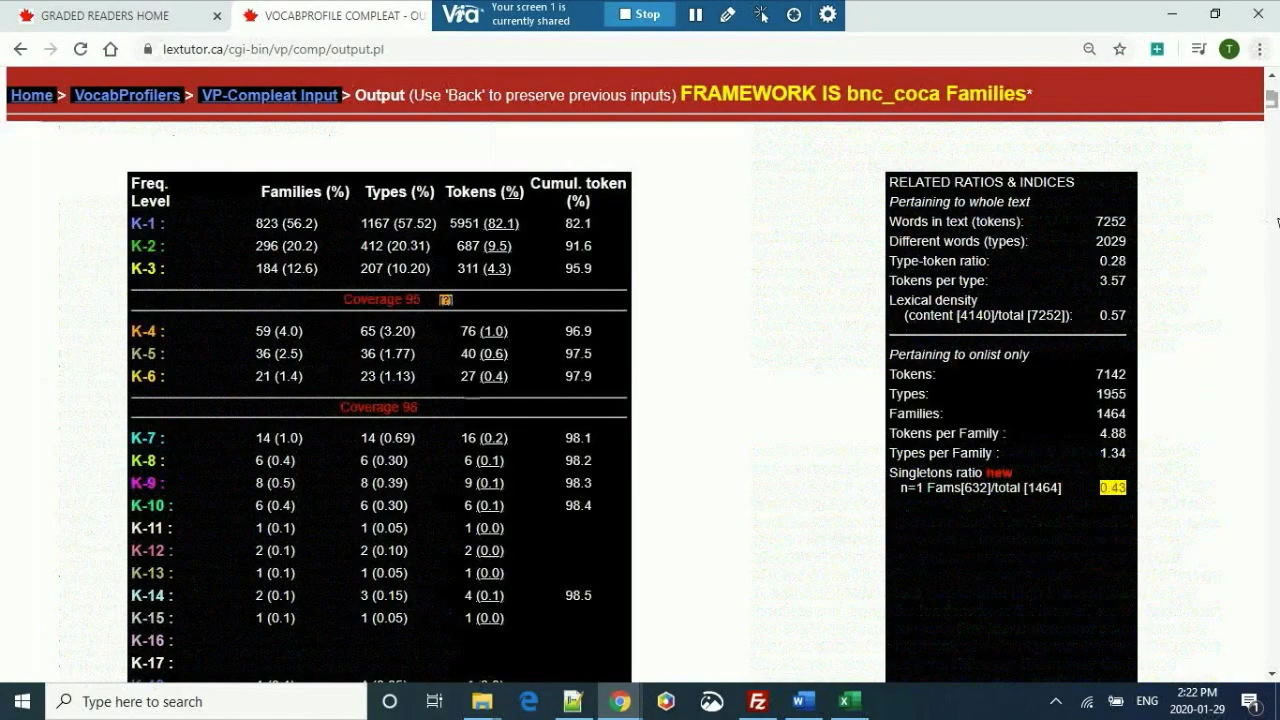 GRADED READERS HOME
VOCABPROFILE COMPLEAT - OU
Via
Your screen 1 is
currently shared
Stop
lextutor.ca/cgi-bin/vp/comp/output.pl
T
Home > VocabProfilers > VP-Compleat Input > Output (Use 'Back' to preserve previous inputs) FRAMEWORK IS bnc_coca Families*
Freq. Level Families (%) Types (%) Tokens (%) Cumul. token (%)
K-1 : 823 (56.2) 1167 (57.52) 5951 (82.1) 82.1
K-2 : 296 (20.2) 412 (20.31) 687 (9.5) 91.6
K-3 : 184 (12.6) 207 (10.20) 311 (4.3) 95.9
Coverage 95 [?]
K-4 : 59 (4.0) 65 (3.20) 76 (1.0) 96.9
K-5 : 36 (2.5) 36 (1.77) 40 (0.6) 97.5
K-6 : 21 (1.4) 23 (1.13) 27 (0.4) 97.9
Coverage 98
K-7 : 14 (1.0) 14 (0.69) 16 (0.2) 98.1
K-8 : 6 (0.4) 6 (0.30) 6 (0.1) 98.2
K-9 : 8 (0.5) 8 (0.39) 9 (0.1) 98.3
K-10 : 6 (0.4) 6 (0.30) 6 (0.1) 98.4
K-11 : 1 (0.1) 1 (0.05) 1 (0.0)
K-12 : 2 (0.1) 2 (0.10) 2 (0.0)
K-13 : 1 (0.1) 1 (0.05) 1 (0.0)
K-14 : 2 (0.1) 3 (0.15) 4 (0.1) 98.5
K-15 : 1 (0.1) 1 (0.05) 1 (0.0)
K-16 :
K-17 :
RELATED RATIOS & INDICES
Pertaining to whole text
Words in text (tokens): 7252
Different words (types): 2029
Type-token ratio: 0.28
Tokens per type: 3.57
Lexical density
(content [4140]/total [7252]): 0.57
Pertaining to onlist only
Tokens: 7142
Types: 1955
Families: 1464
Tokens per Family : 4.88
Types per Family : 1.34
Singletons ratio new
n=1 Fams[632]/total [1464] 0.43
Type here to search
ENG
2:22 PM
2020-01-29